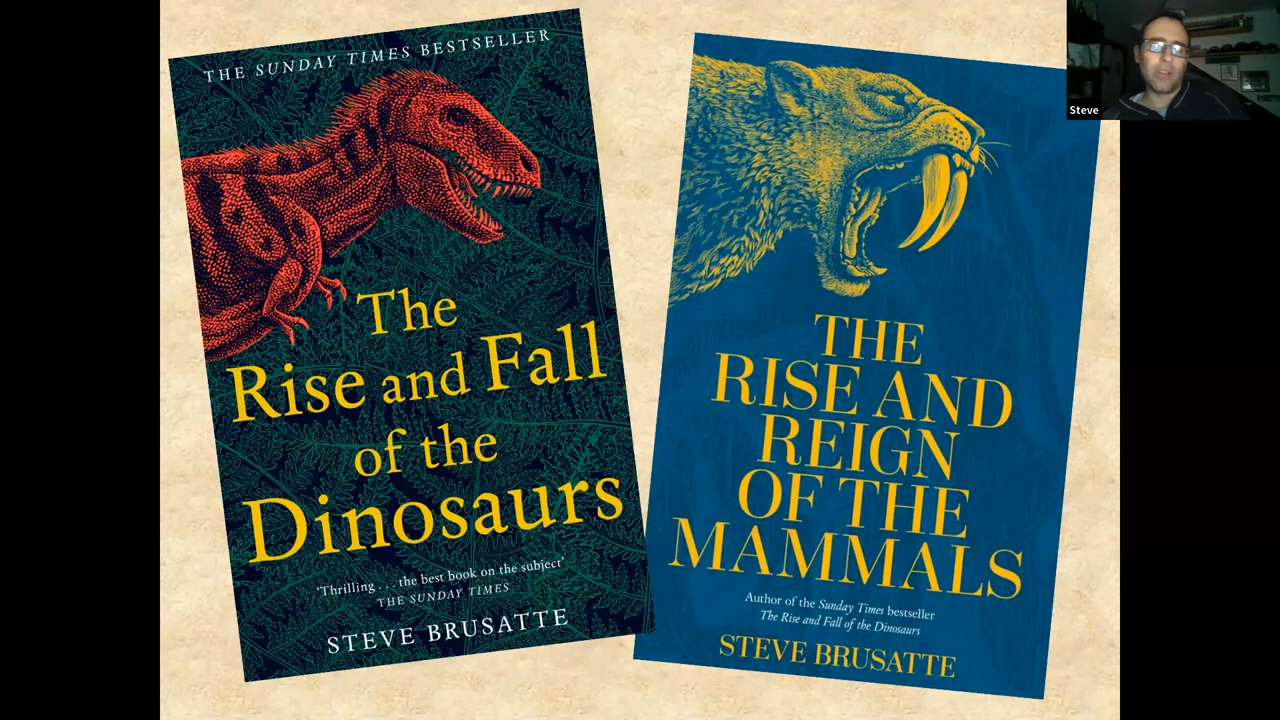 THE SUNDAY TIMES BESTSELLER
The
Rise and Fall
of the
Dinosaurs
'Thrilling . . . the best book on the subject'
THE SUNDAY TIMES
STEVE BRUSATTE
THE
RISE AND
REIGN
OF THE
MAMMALS
Author of the Sunday Times bestseller
The Rise and Fall of the Dinosaurs
STEVE BRUSATTE
Steve